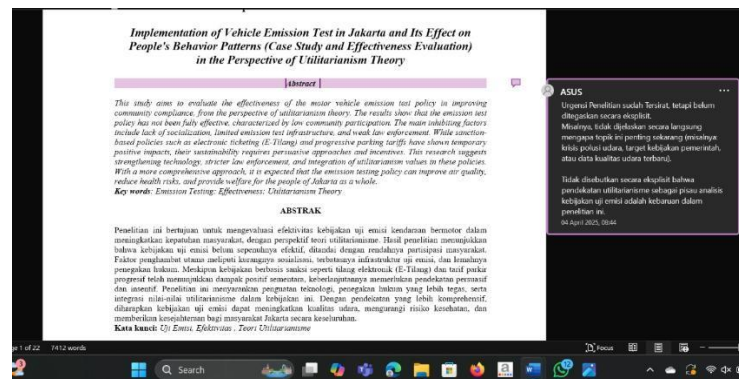 Implementation of Vehicle Emission Test in Jakarta and Its Effect on
People's Behavior Patterns (Case Study and Effectiveness Evaluation)
in the Perspective of Utilitarianism Theory
Abstract
This study aims to evaluate the effectiveness of the motor vehicle emission test policy in improving
community compliance, from the perspective of utilitarianism theory. The results show that the emission test
policy has not been fully effective, characterized by low community participation. The main inhibiting factors
include lack of socialization, limited emission test infrastructure, and weak law enforcement. While sanction-
based policies such as electronic ticketing (E-Tilang) and progressive parking tariffs have shown temporary
positive impacts, their sustainability requires persuasive approaches and incentives. This research suggests
strengthening technology, stricter law enforcement, and integration of utilitarianism values in these policies.
With a more comprehensive approach, it is expected that the emission testing policy can improve air quality,
reduce health risks, and provide welfare for the people of Jakarta as a whole.
Key words: Emission Testing; Effectiveness; Utilitarianism Theory
ABSTRAK
Penelitian ini bertujuan untuk mengevaluasi efektivitas kebijakan uji emisi kendaraan bermotor dalam
meningkatkan kepatuhan masyarakat, dengan perspektif teori utilitarianisme. Hasil penelitian menunjukkan
bahwa kebijakan uji emisi belum sepenuhnya efektif, ditandai dengan rendahnya partisipasi masyarakat.
Faktor penghambat utama meliputi kurangnya sosialisasi, terbatasnya infrastruktur uji emisi, dan lemahnya
penegakan hukum. Meskipun kebijakan berbasis sanksi seperti tilang elektronik (E-Tilang) dan tarif parkir
progresif telah menunjukkan dampak positif sementara, keberlanjutannya memerlukan pendekatan persuasif
dan insentif. Penelitian ini menyarankan penguatan teknologi, penegakan hukum yang lebih tegas, serta
integrasi nilai-nilai utilitarianisme dalam kebijakan ini. Dengan pendekatan yang lebih komprehensif,
diharapkan kebijakan uji emisi dapat meningkatkan kualitas udara, mengurangi risiko kesehatan, dan
memberikan kesejahteraan bagi masyarakat Jakarta secara keseluruhan.
Kata kunci: Uji Emisi, Efektivitas , Teori Utilitarianisme
ASUS
Urgensi Penelitian sudah Tersirat, tetapi belum
ditegaskan secara eksplisit.
Misalnya, tidak dijelaskan secara langsung
mengapa topik ini penting sekarang (misalnya:
krisis polusi udara, target kebijakan pemerintah,
atau data kualitas udara terbaru).
Tidak disebutkan secara eksplisit bahwa
pendekatan utilitarianisme sebagai pisau analisis
kebijakan uji emisi adalah kebaruan dalam
penelitian ini.
04 April 2025, 08:44
1 of 22 7412 words
Focus
Search